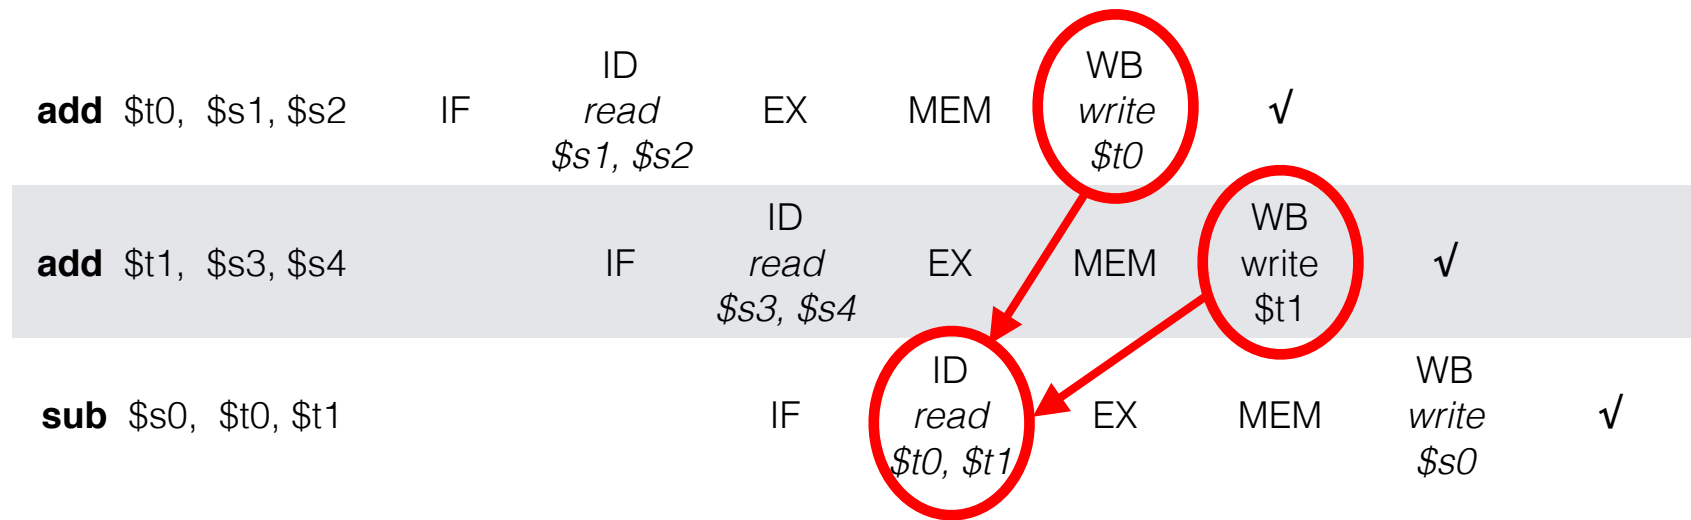 ID WB
add $t0, $s1, $s2 IF read EX MEM write √
$s1, $s2 $t0
ID WB
add $t1, $s3, $s4 IF read EX MEM write √
$s3, $s4 $t1
ID WB
sub $s0, $t0, $t1 IF read EX MEM write √
$t0, $t1 $s0